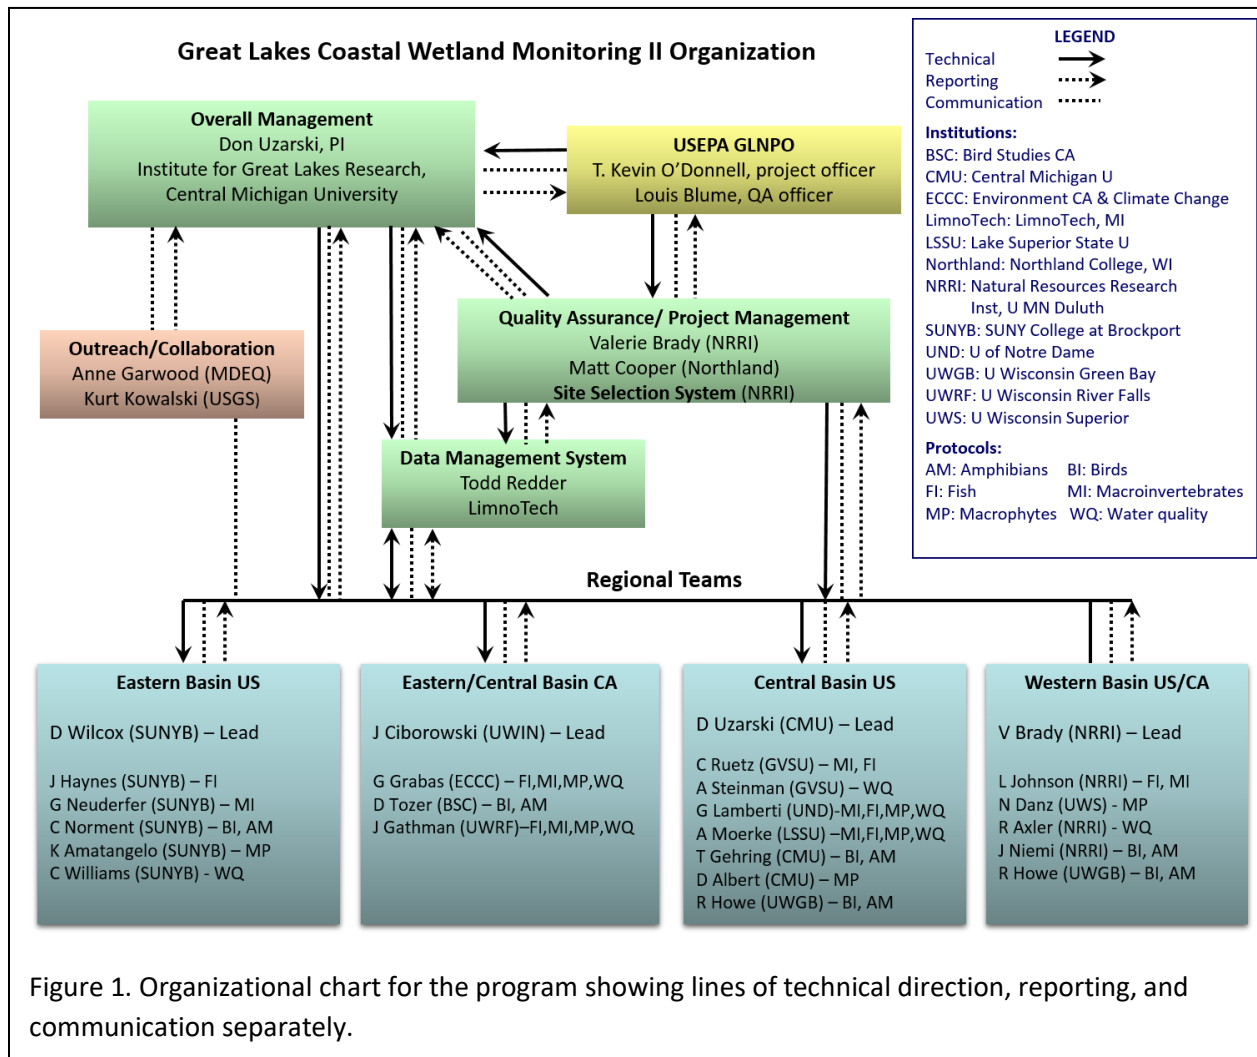 Great Lakes Coastal Wetland Monitoring II Organization
Overall Management
Don Uzarski, PI
Institute for Great Lakes Research,
Central Michigan University
USEPA GLNPO
T. Kevin O’Donnell, project officer
Louis Blume, QA officer
Outreach/Collaboration
Anne Garwood (MDEQ)
Kurt Kowalski (USGS)
Quality Assurance/ Project Management
Valerie Brady (NRRI)
Matt Cooper (Northland)
Site Selection System (NRRI)
Data Management System
Todd Redder
LimnoTech
LEGEND
Technical
Reporting
Communication
Institutions:
BSC: Bird Studies CA
CMU: Central Michigan U
ECCC: Environment CA & Climate Change
LimnoTech: LimnoTech, MI
LSSU: Lake Superior State U
Northland: Northland College, WI
NRRI: Natural Resources Research
Inst, U MN Duluth
SUNYB: SUNY College at Brockport
UND: U of Notre Dame
UWGB: U Wisconsin Green Bay
UWRF: U Wisconsin River Falls
UWS: U Wisconsin Superior
Protocols:
AM: Amphibians BI: Birds
FI: Fish MI: Macroinvertebrates
MP: Macrophytes WQ: Water quality
Regional Teams
Eastern Basin US
D Wilcox (SUNYB) – Lead
J Haynes (SUNYB) – FI
G Neuderfer (SUNYB) – MI
C Norment (SUNYB) – BI, AM
K Amatangelo (SUNYB) – MP
C Williams (SUNYB) - WQ
Eastern/Central Basin CA
J Ciborowski (UWIN) – Lead
G Grabas (ECCC) – FI,MI,MP,WQ
D Tozer (BSC) – BI, AM
J Gathman (UWRF)–FI,MI,MP,WQ
Central Basin US
D Uzarski (CMU) – Lead
C Ruetz (GVSU) – MI, FI
A Steinman (GVSU) – WQ
G Lamberti (UND)-MI,FI,MP,WQ
A Moerke (LSSU) –MI,FI,MP,WQ
T Gehring (CMU) – BI, AM
D Albert (CMU) – MP
R Howe (UWGB) – BI, AM
Western Basin US/CA
V Brady (NRRI) – Lead
L Johnson (NRRI) – FI, MI
N Danz (UWS) - MP
R Axler (NRRI) - WQ
J Niemi (NRRI) – BI, AM
R Howe (UWGB) – BI, AM
Figure 1. Organizational chart for the program showing lines of technical direction, reporting, and
communication separately.